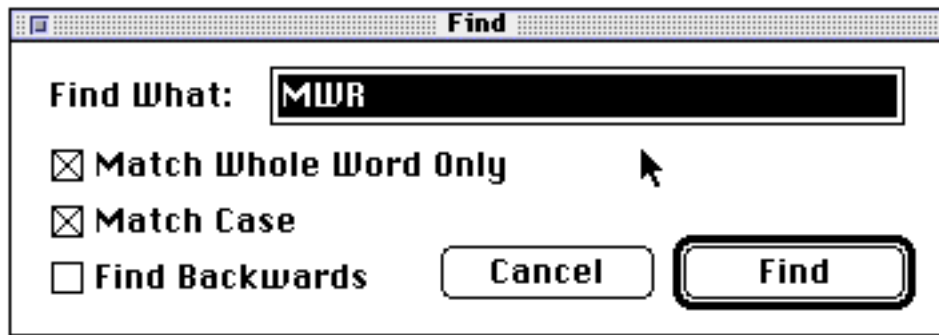 Find
Find What: MWR
Match Whole Word Only
Match Case
Find Backwards
Cancel
Find